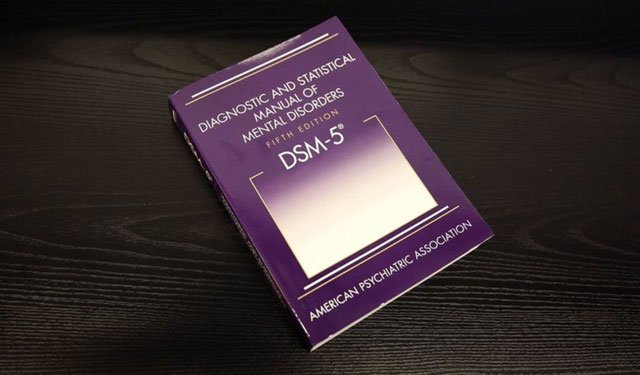 DIAGNOSTIC AND STATISTICAL
MANUAL OF
MENTAL DISORDERS
FIFTH EDITION
DSM-5®
AMERICAN PSYCHIATRIC ASSOCIATION